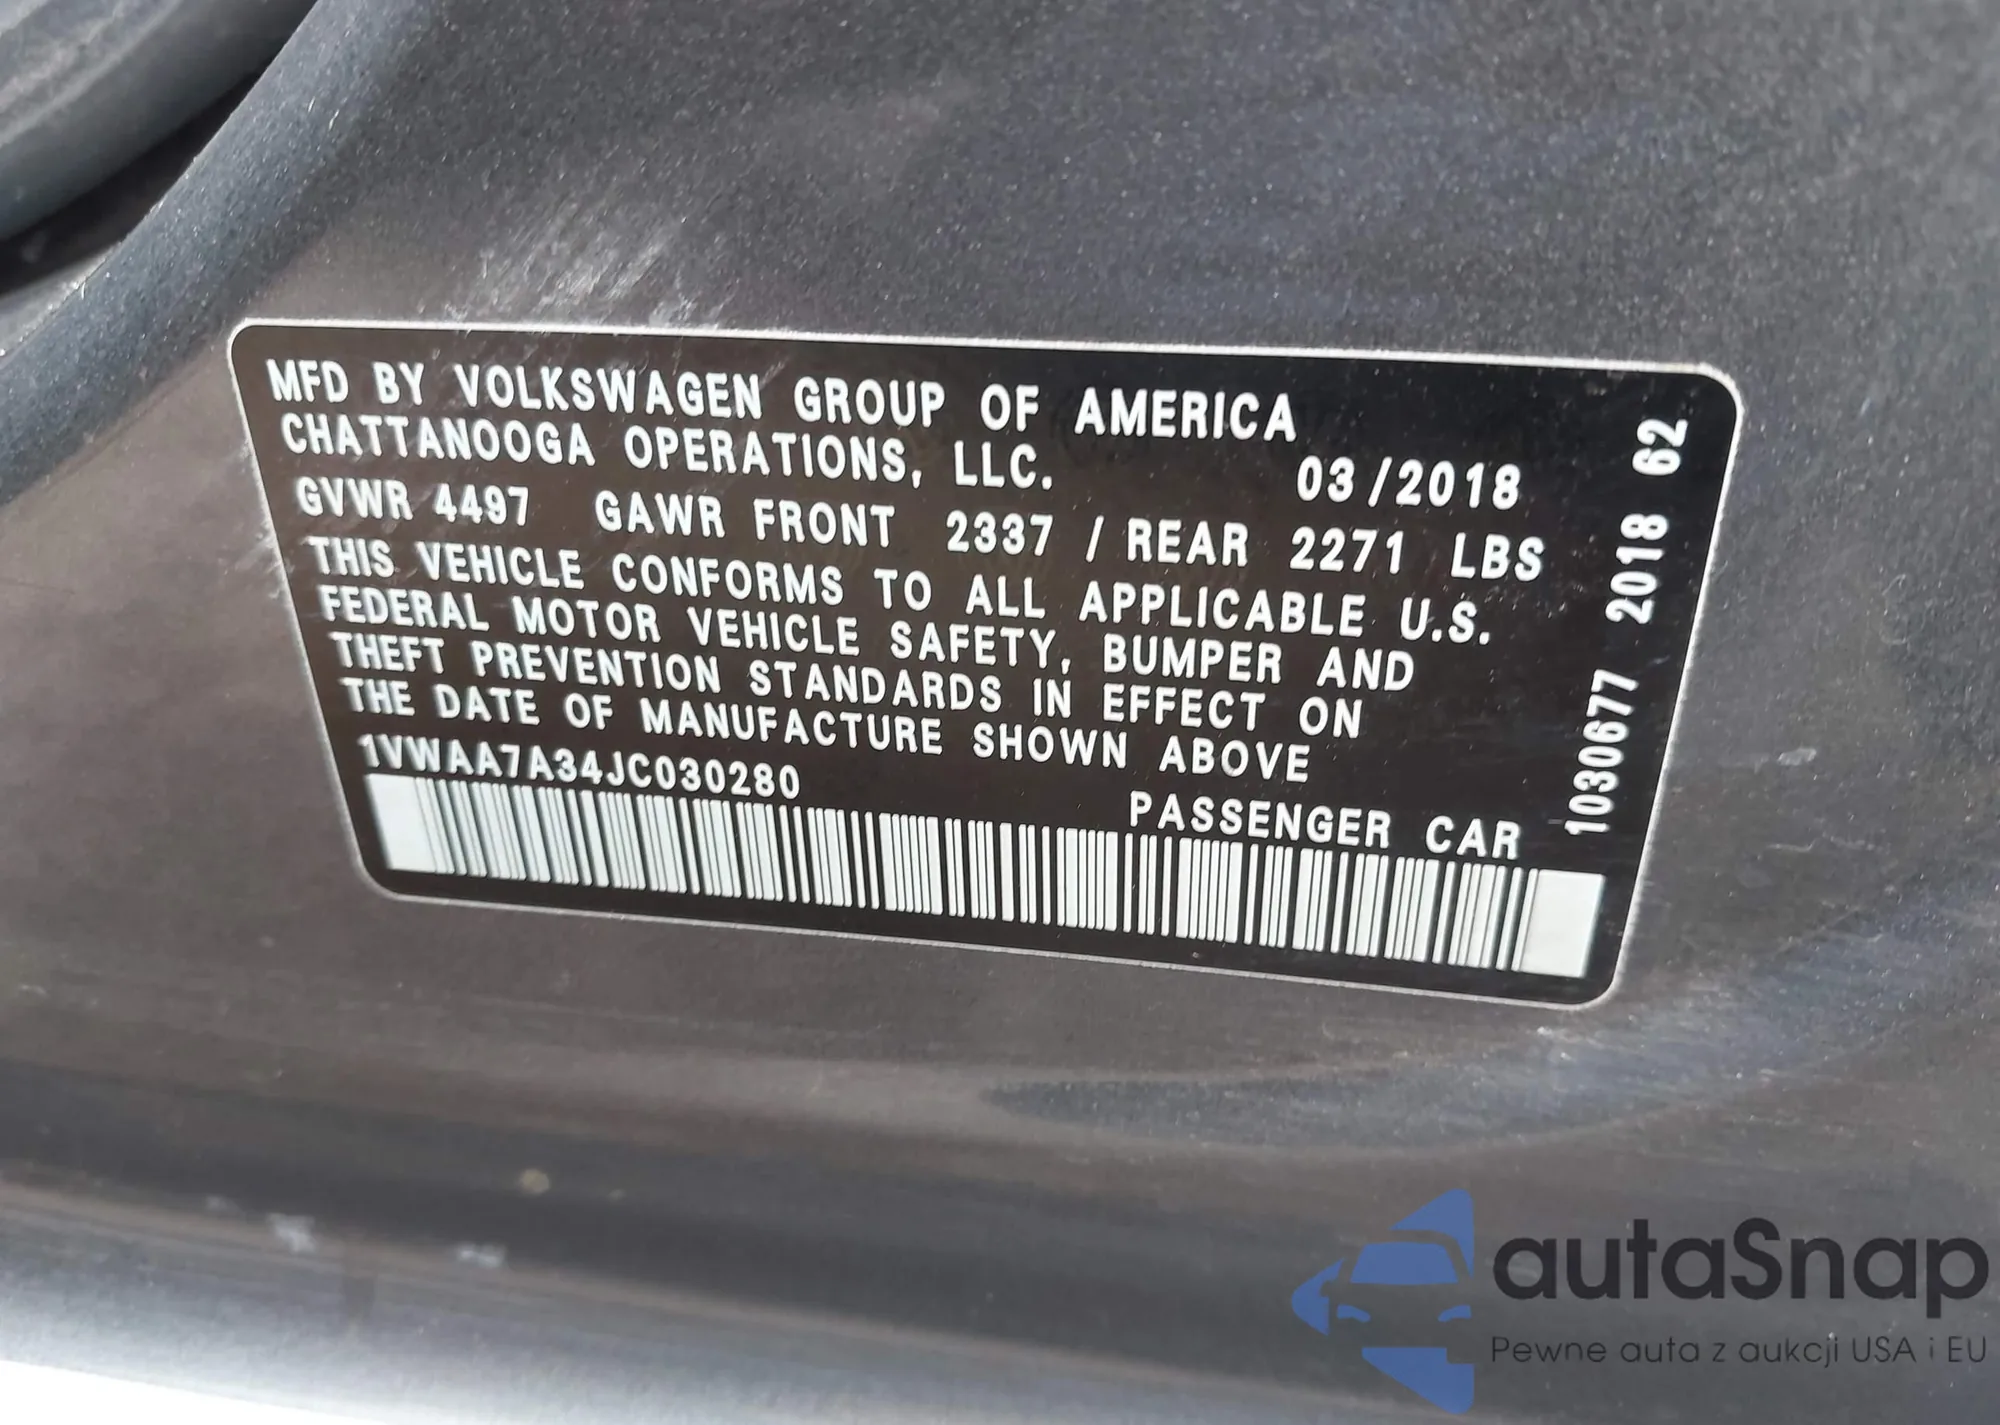 MFD BY VOLKSWAGEN GROUP OF AMERICA
CHATTANOOGA OPERATIONS, LLC. 03/2018
GVWR 4497 GAWR FRONT 2337 / REAR 2271 LBS
THIS VEHICLE CONFORMS TO ALL APPLICABLE U.S.
FEDERAL MOTOR VEHICLE SAFETY, BUMPER AND
THEFT PREVENTION STANDARDS IN EFFECT ON
THE DATE OF MANUFACTURE SHOWN ABOVE
1VWAA7A34JC030280
PASSENGER CAR
1030677 2018 62
autaSnap
Pewne auta z aukcji USA i EU